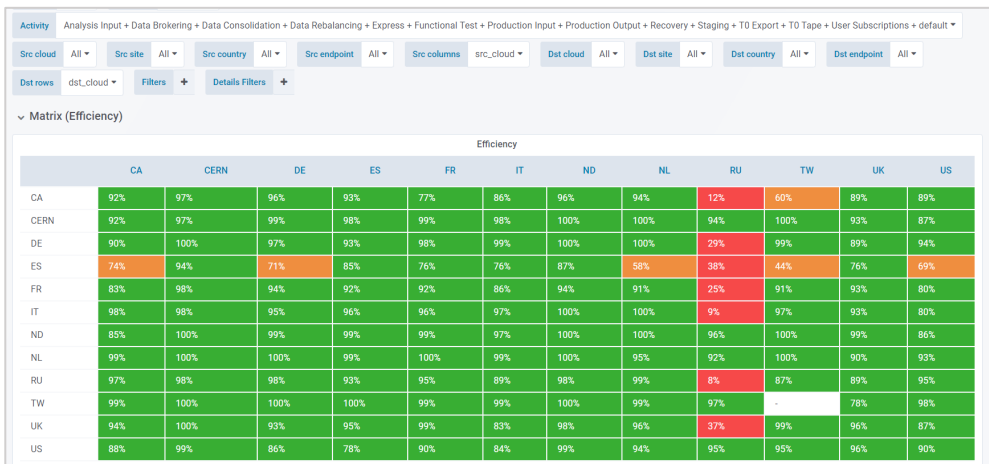 Activity Analysis Input + Data Brokering + Data Consolidation + Data Rebalancing + Express + Functional Test + Production Input + Production Output + Recovery + Staging + T0 Export + T0 Tape + User Subscriptions + default
Src cloud All Src site All Src country All Src endpoint All Src columns src_cloud Dst cloud All Dst site All Dst country All Dst endpoint All
Dst rows dst_cloud Filters + Details Filters +
Matrix (Efficiency)
Efficiency
CA CERN DE ES FR IT ND NL RU TW UK US
CA 92% 97% 96% 93% 77% 86% 96% 94% 12% 60% 89% 89%
CERN 92% 97% 99% 98% 99% 98% 100% 100% 94% 100% 93% 87%
DE 90% 100% 97% 93% 98% 99% 100% 100% 29% 99% 89% 94%
ES 74% 94% 71% 85% 76% 76% 87% 58% 38% 44% 76% 69%
FR 83% 98% 94% 92% 92% 86% 94% 91% 25% 91% 93% 80%
IT 98% 98% 95% 96% 96% 97% 100% 100% 9% 97% 93% 80%
ND 85% 100% 99% 99% 99% 97% 100% 100% 96% 100% 99% 86%
NL 99% 100% 100% 99% 100% 99% 100% 95% 92% 100% 90% 93%
RU 97% 98% 98% 93% 95% 89% 98% 99% 8% 87% 89% 95%
TW 99% 100% 100% 100% 99% 99% 100% 99% 97% - 78% 98%
UK 94% 100% 93% 95% 99% 83% 98% 96% 37% 99% 96% 87%
US 88% 99% 86% 78% 90% 84% 99% 94% 95% 95% 96% 90%